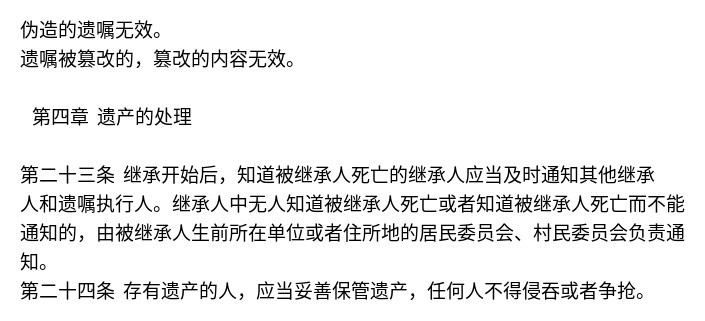 伪造的遗嘱无效。
遗嘱被篡改的，篡改的内容无效。
第四章 遗产的处理
第二十三条 继承开始后，知道被继承人死亡的继承人应当及时通知其他继承
人和遗嘱执行人。继承人中无人知道被继承人死亡或者知道被继承人死亡而不能
通知的，由被继承人生前所在单位或者住所地的居民委员会、村民委员会负责通
知。
第二十四条 存有遗产的人，应当妥善保管遗产，任何人不得侵吞或者争抢。